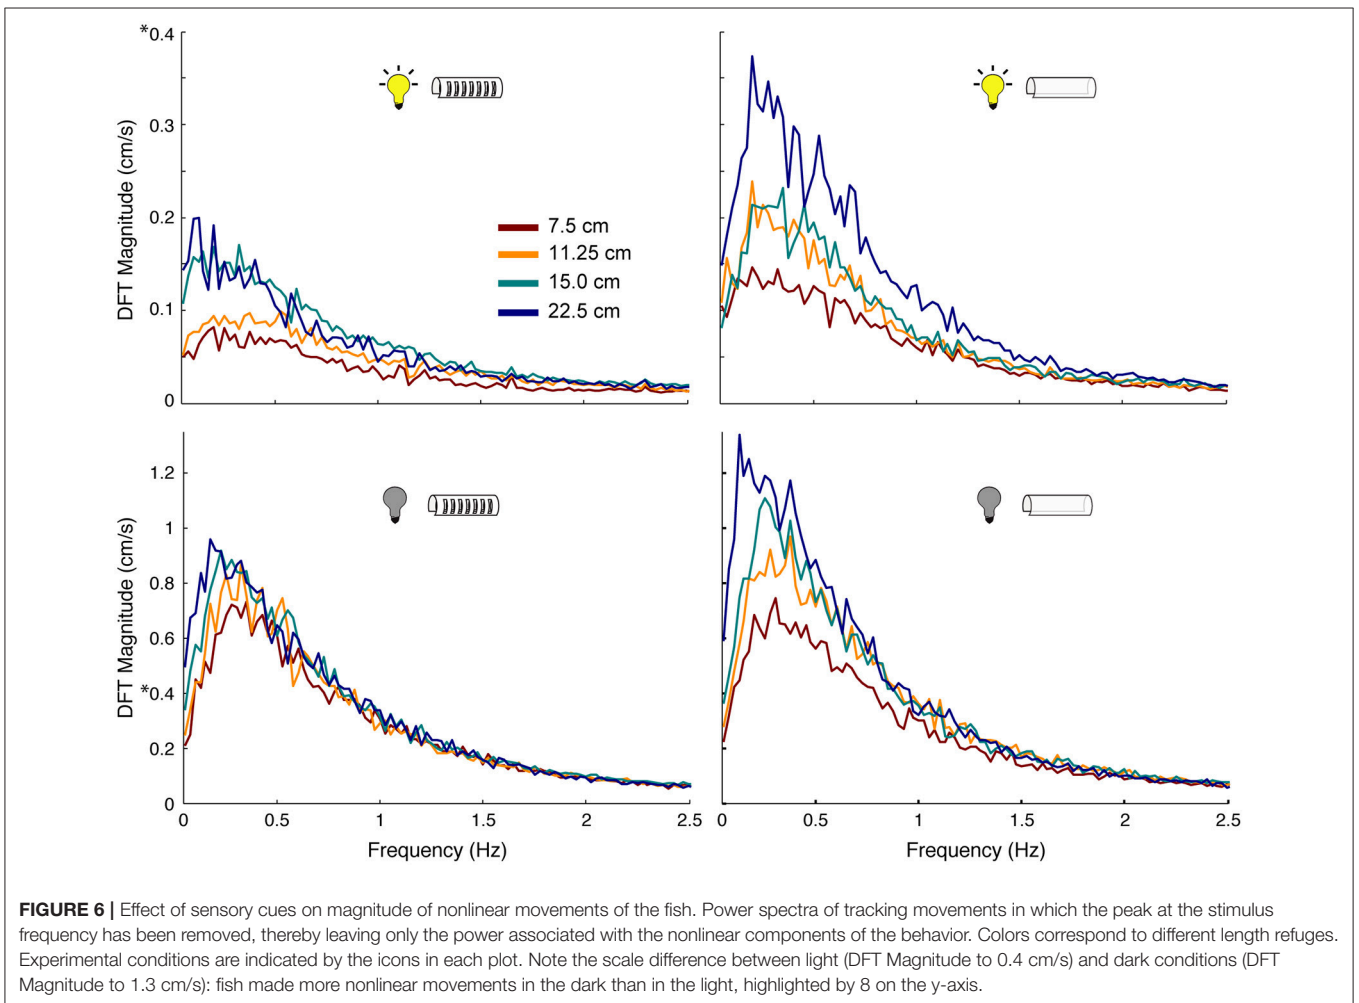 *0.4
0.3
0.2
0.1
0
DFT Magnitude (cm/s)
7.5 cm
11.25 cm
15.0 cm
22.5 cm
1.2
1
0.8
0.6
*0.4
0.2
0
DFT Magnitude (cm/s)
0 0.5 1 1.5 2 2.5
Frequency (Hz)
0 0.5 1 1.5 2 2.5
Frequency (Hz)
FIGURE 6 | Effect of sensory cues on magnitude of nonlinear movements of the fish. Power spectra of tracking movements in which the peak at the stimulus
frequency has been removed, thereby leaving only the power associated with the nonlinear components of the behavior. Colors correspond to different length refuges.
Experimental conditions are indicated by the icons in each plot. Note the scale difference between light (DFT Magnitude to 0.4 cm/s) and dark conditions (DFT
Magnitude to 1.3 cm/s): fish made more nonlinear movements in the dark than in the light, highlighted by 8 on the y-axis.